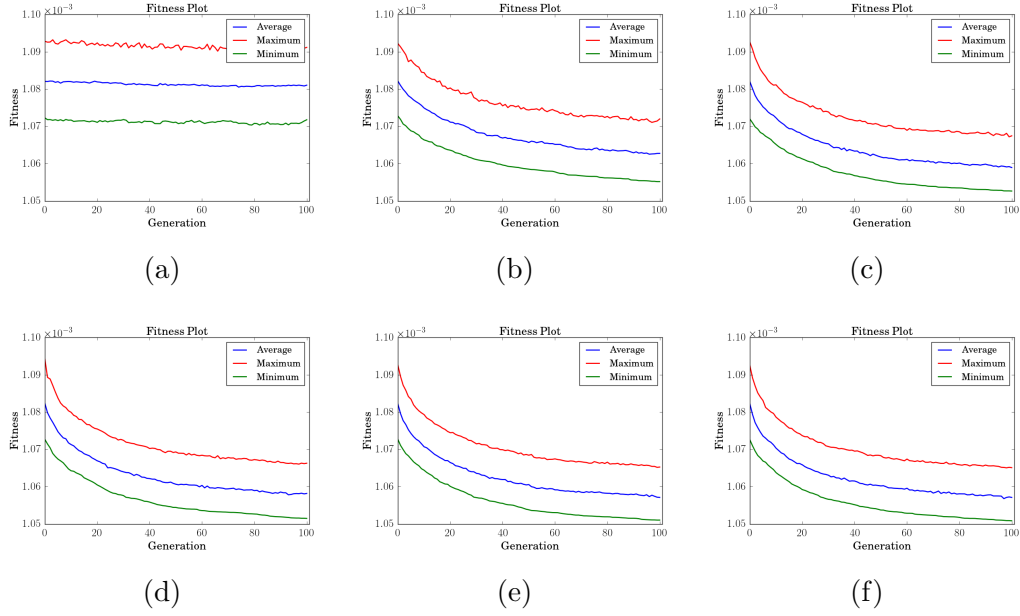 Fitness Plot
1.10 ×10⁻³
1.09
1.08
1.07
1.06
1.05
0 20 40 60 80 100
Fitness
Generation
Average
Maximum
Minimum
(a)
Fitness Plot
1.10 ×10⁻³
1.09
1.08
1.07
1.06
1.05
0 20 40 60 80 100
Fitness
Generation
Average
Maximum
Minimum
(b)
Fitness Plot
1.10 ×10⁻³
1.09
1.08
1.07
1.06
1.05
0 20 40 60 80 100
Fitness
Generation
Average
Maximum
Minimum
(c)
Fitness Plot
1.10 ×10⁻³
1.09
1.08
1.07
1.06
1.05
0 20 40 60 80 100
Fitness
Generation
Average
Maximum
Minimum
(d)
Fitness Plot
1.10 ×10⁻³
1.09
1.08
1.07
1.06
1.05
0 20 40 60 80 100
Fitness
Generation
Average
Maximum
Minimum
(e)
Fitness Plot
1.10 ×10⁻³
1.09
1.08
1.07
1.06
1.05
0 20 40 60 80 100
Fitness
Generation
Average
Maximum
Minimum
(f)